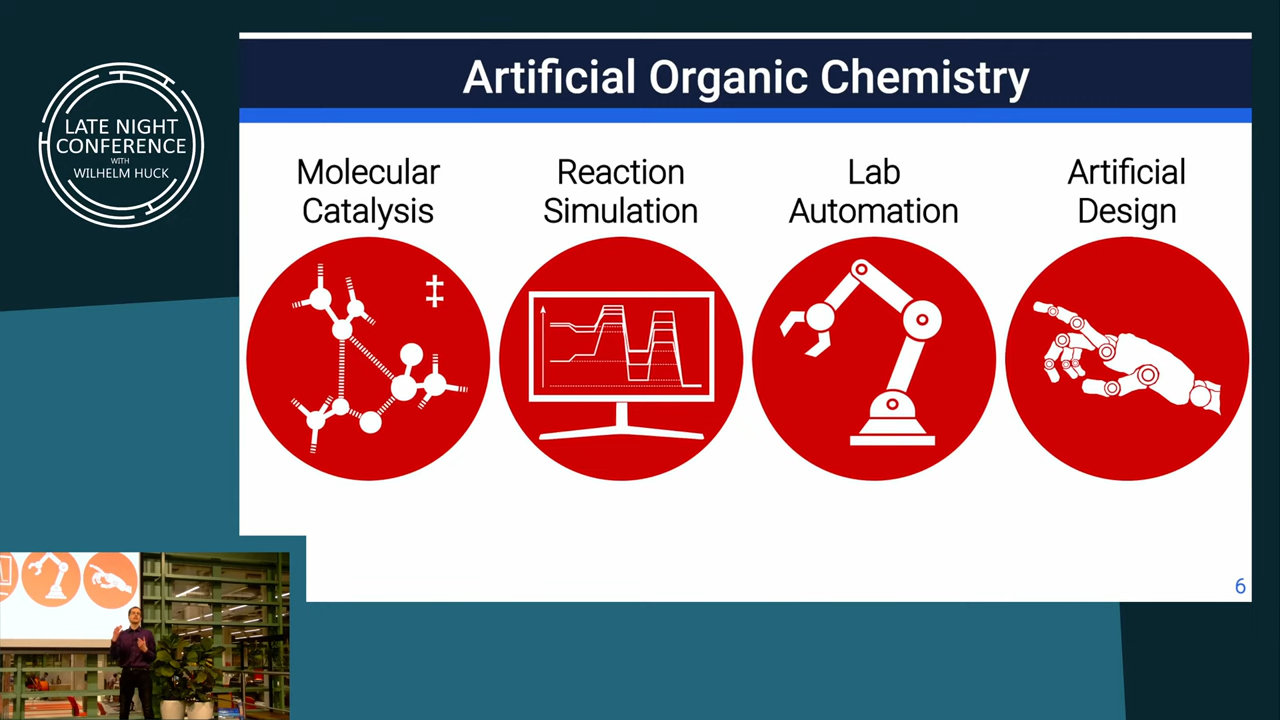 LATE NIGHT
CONFERENCE
WITH
WILHELM HUCK
Artificial Organic Chemistry
Molecular
Catalysis
Reaction
Simulation
Lab
Automation
Artificial
Design
‡
6